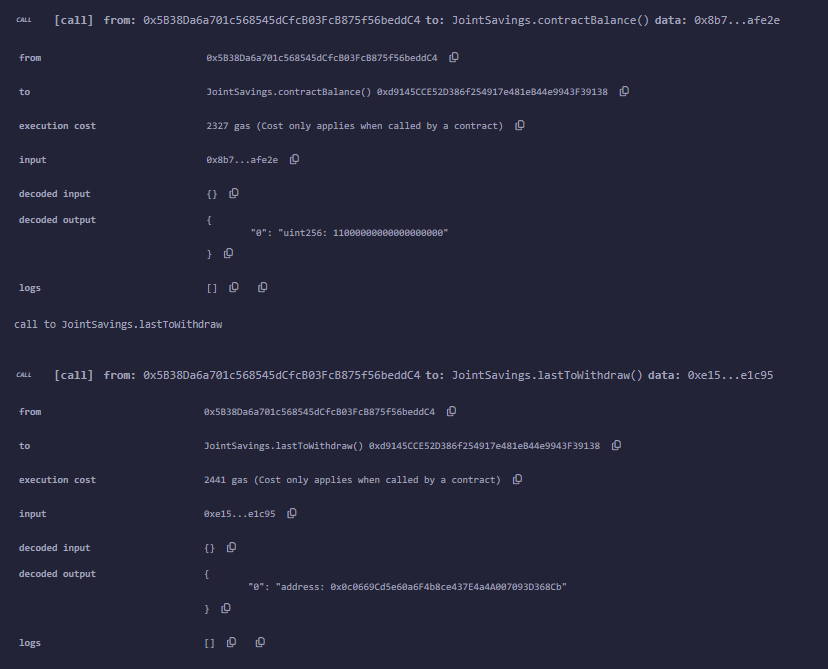 CALL [call] from: 0x5B38Da6a701c568545dCfcB03FcB875f56beddC4 to: JointSavings.contractBalance() data: 0x8b7...afe2e
from 0x5B38Da6a701c568545dCfcB03FcB875f56beddC4
to JointSavings.contractBalance() 0xd9145CCE52D386f254917e481eB44e9943F39138
execution cost 2327 gas (Cost only applies when called by a contract)
input 0x8b7...afe2e
decoded input {}
decoded output {
"0": "uint256: 11000000000000000000"
}
logs []
call to JointSavings.lastToWithdraw
CALL [call] from: 0x5B38Da6a701c568545dCfcB03FcB875f56beddC4 to: JointSavings.lastToWithdraw() data: 0xe15...e1c95
from 0x5B38Da6a701c568545dCfcB03FcB875f56beddC4
to JointSavings.lastToWithdraw() 0xd9145CCE52D386f254917e481eB44e9943F39138
execution cost 2441 gas (Cost only applies when called by a contract)
input 0xe15...e1c95
decoded input {}
decoded output {
"0": "address: 0x0c0669Cd5e60a6F4b8ce437E4a4A007093D368Cb"
}
logs []